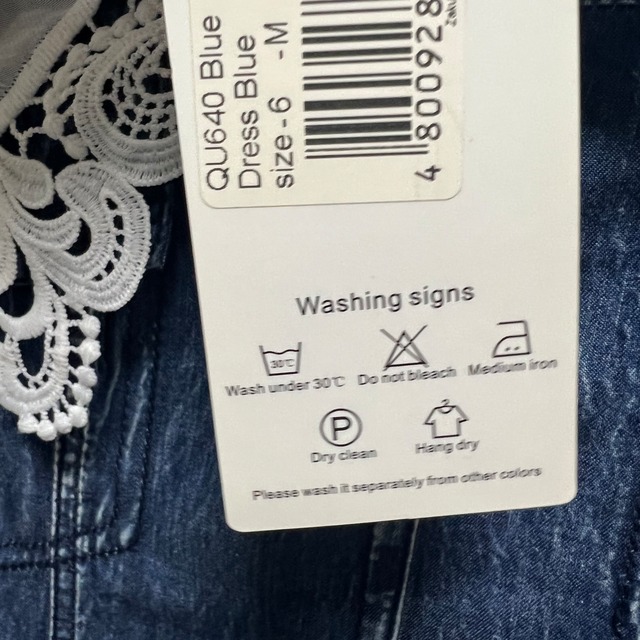 QU640 Blue
Dress Blue
size - 6 -M
4 800928
Washing signs
30℃
Wash under 30℃ Do not bleach Medium iron
P
Dry clean Hang dry
Please wash it separately from other colors